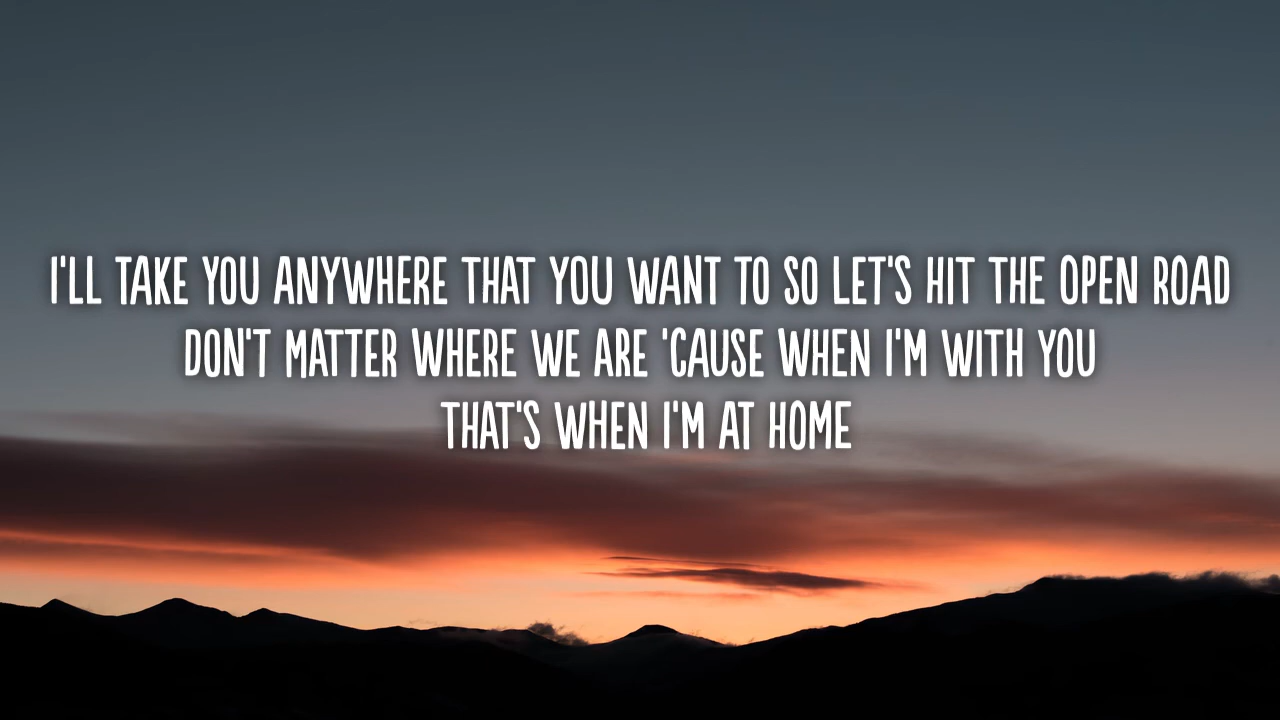 I'LL TAKE YOU ANYWHERE THAT YOU WANT TO SO LET'S HIT THE OPEN ROAD
DON'T MATTER WHERE WE ARE 'CAUSE WHEN I'M WITH YOU
THAT'S WHEN I'M AT HOME